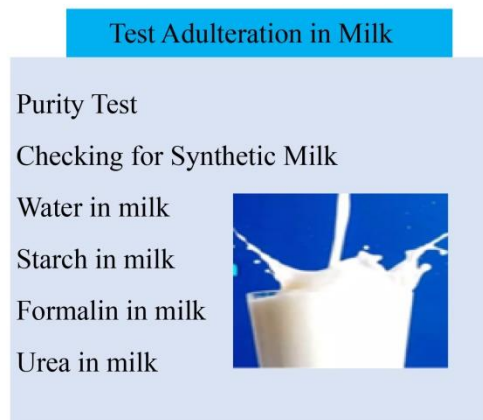 Test Adulteration in Milk
Purity Test
Checking for Synthetic Milk
Water in milk
Starch in milk
Formalin in milk
Urea in milk